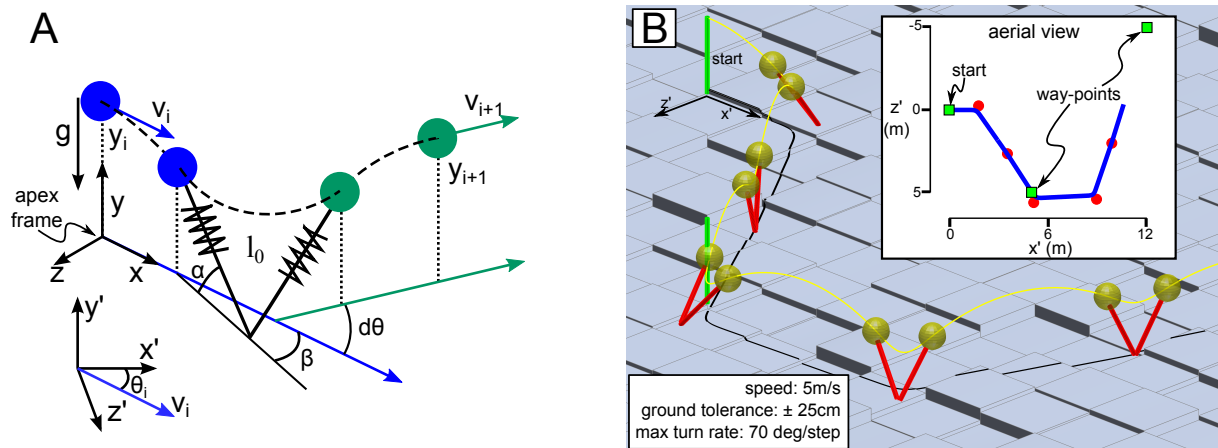 A
g
v_i
y_i
y
apex
frame
z
x
α
l_0
β
dθ
v_{i+1}
y_{i+1}
y'
x'
θ_i
z'
v_i
B
start
z'
x'
aerial view
-5
start
z'
0
(m)
way-points
5
0
6
12
x' (m)
speed: 5m/s
ground tolerance: ± 25cm
max turn rate: 70 deg/step